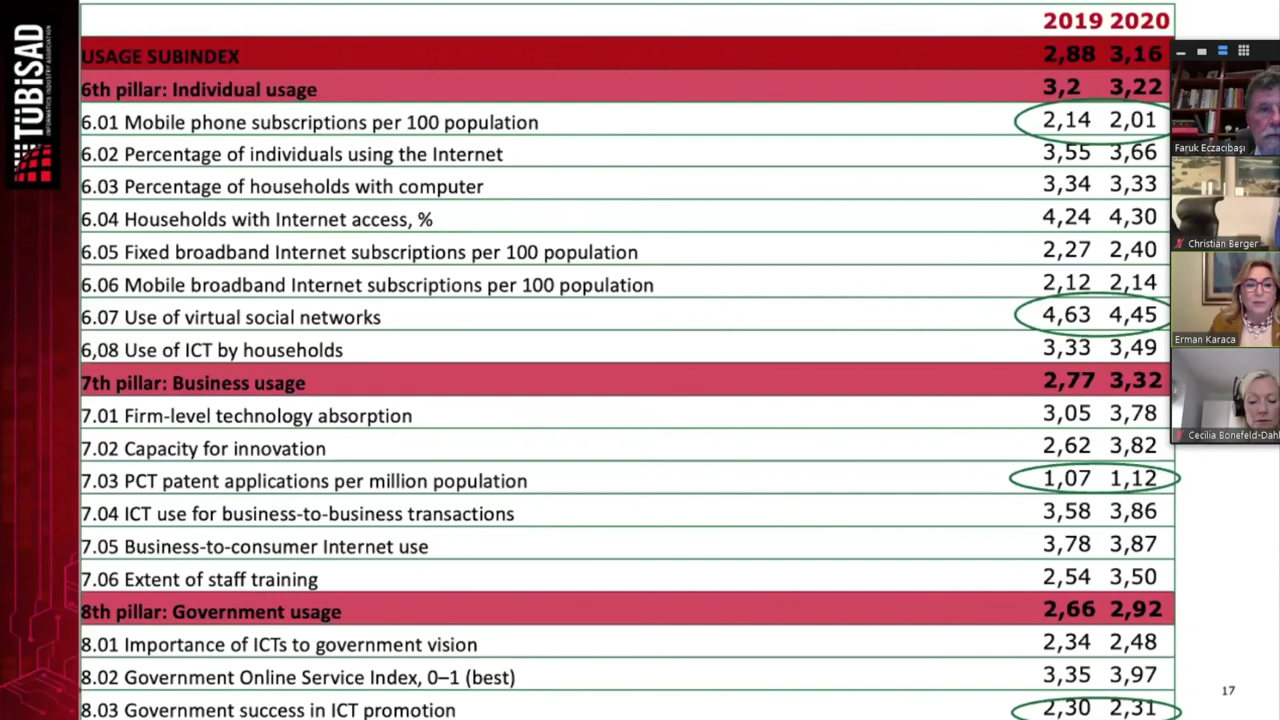 TÜBİSAD
INFORMATICS INDUSTRY ASSOCIATION
2019 2020
USAGE SUBINDEX 2,88 3,16
6th pillar: Individual usage 3,2 3,22
6.01 Mobile phone subscriptions per 100 population 2,14 2,01
6.02 Percentage of individuals using the Internet 3,55 3,66
6.03 Percentage of households with computer 3,34 3,33
6.04 Households with Internet access, % 4,24 4,30
6.05 Fixed broadband Internet subscriptions per 100 population 2,27 2,40
6.06 Mobile broadband Internet subscriptions per 100 population 2,12 2,14
6.07 Use of virtual social networks 4,63 4,45
6,08 Use of ICT by households 3,33 3,49
7th pillar: Business usage 2,77 3,32
7.01 Firm-level technology absorption 3,05 3,78
7.02 Capacity for innovation 2,62 3,82
7.03 PCT patent applications per million population 1,07 1,12
7.04 ICT use for business-to-business transactions 3,58 3,86
7.05 Business-to-consumer Internet use 3,78 3,87
7.06 Extent of staff training 2,54 3,50
8th pillar: Government usage 2,66 2,92
8.01 Importance of ICTs to government vision 2,34 2,48
8.02 Government Online Service Index, 0–1 (best) 3,35 3,97
8.03 Government success in ICT promotion 2,30 2,31
17
Faruk Eczacıbaşı
Christian Berger
Erman Karaca
Cecilia Bonefeld-Dahl